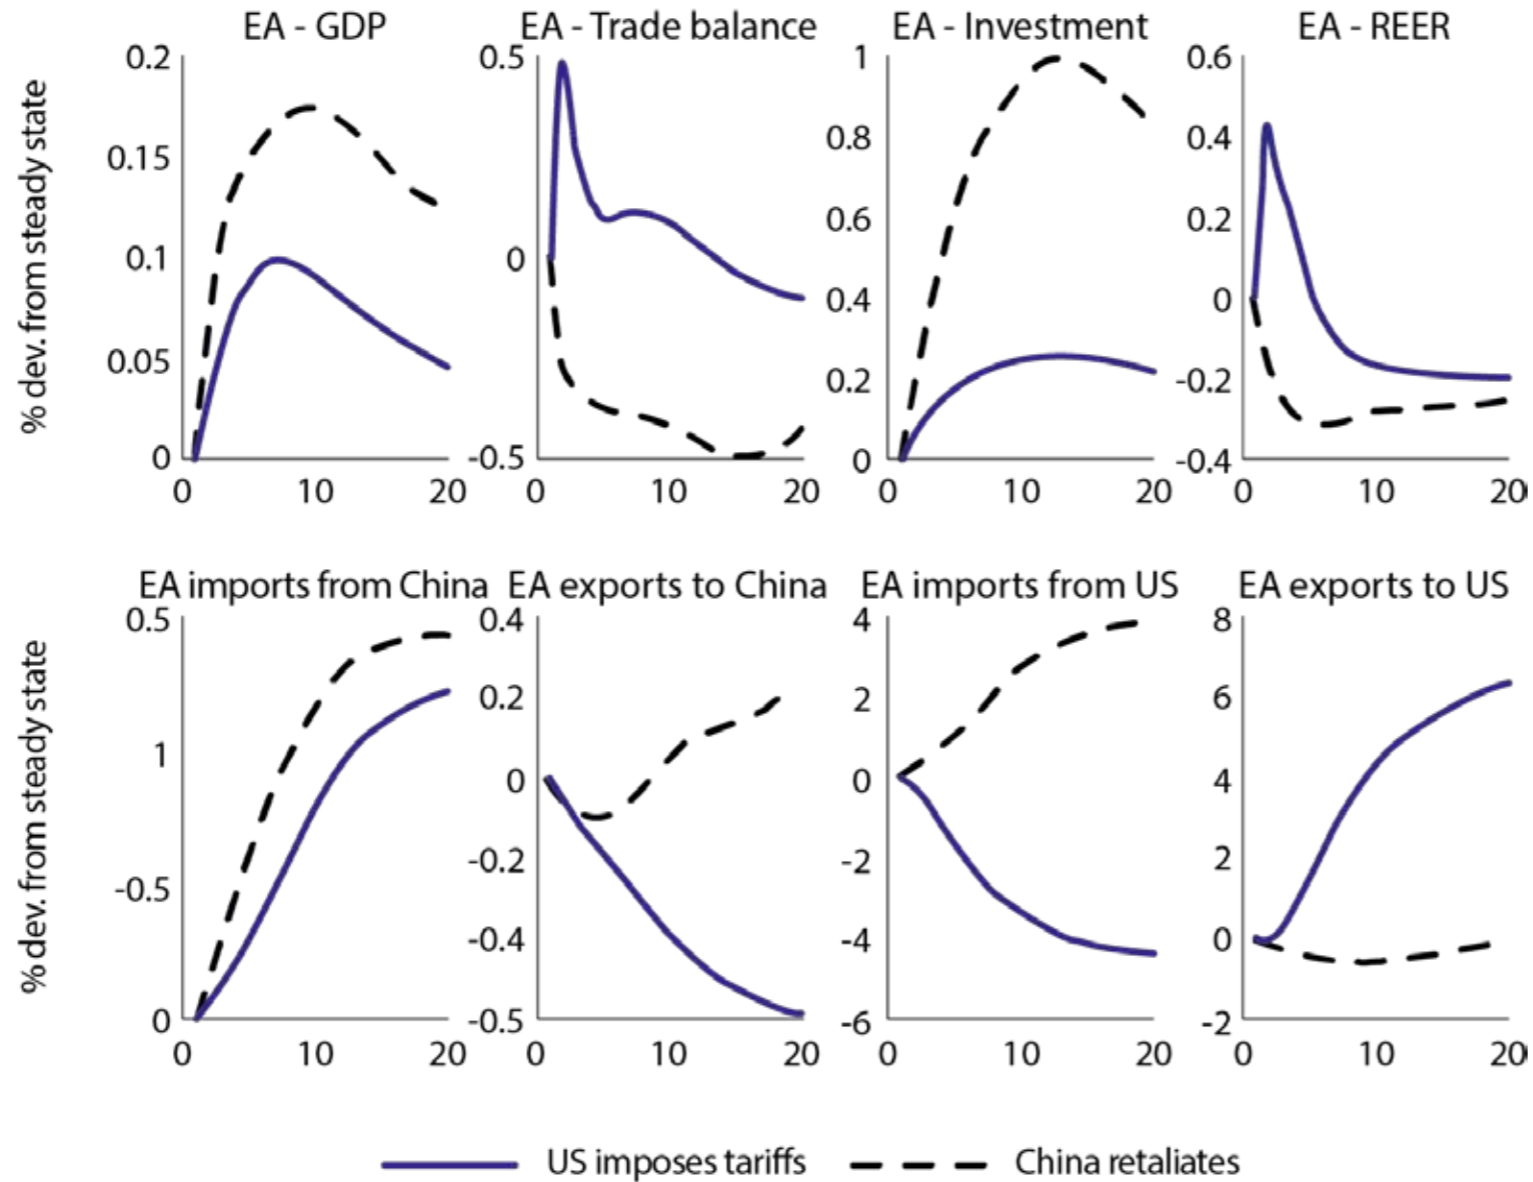 EA - GDP
EA - Trade balance
EA - Investment
EA - REER
% dev. from steady state
0.2
0.15
0.1
0.05
0
0 10 20
0.5
0
-0.5
0 10 20
1
0.8
0.6
0.4
0.2
0
0 10 20
0.6
0.4
0.2
0
-0.2
-0.4
0 10 20
EA imports from China
EA exports to China
EA imports from US
EA exports to US
% dev. from steady state
0.5
1
-0.5
0
0 10 20
0.4
0.2
0
-0.2
-0.4
-0.5
0 10 20
4
2
0
-2
-4
-6
0 10 20
8
6
4
2
0
-2
0 10 20
US imposes tariffs
China retaliates